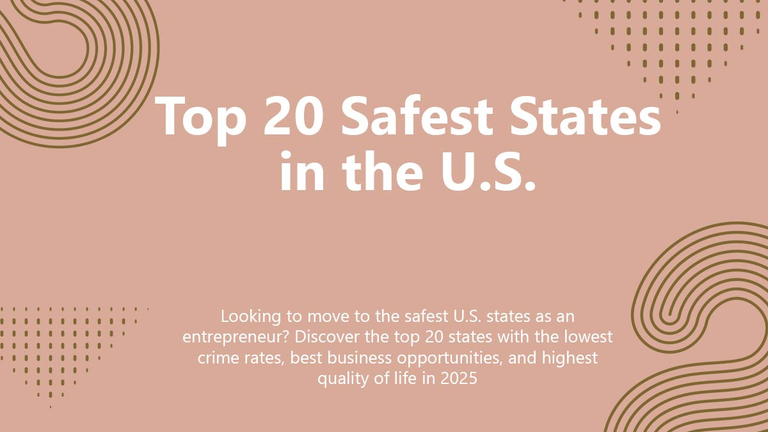 Top 20 Safest States
in the U.S.
Looking to move to the safest U.S. states as an
entrepreneur? Discover the top 20 states with the lowest
crime rates, best business opportunities, and highest
quality of life in 2025